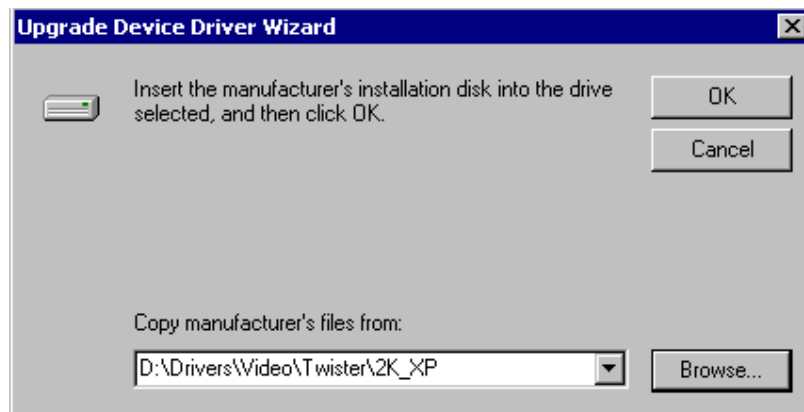 Upgrade Device Driver Wizard
Insert the manufacturer's installation disk into the drive
selected, and then click OK.
OK
Cancel
Copy manufacturer's files from:
D:\Drivers\Video\Twister\2K_XP
Browse...